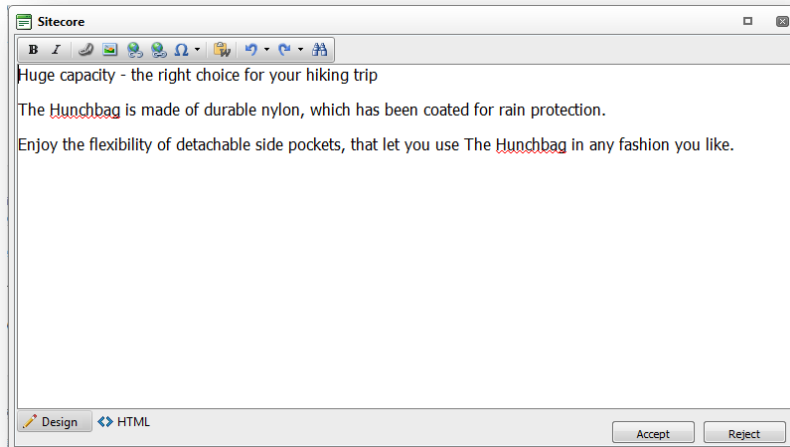 Sitecore
B I Ω
Huge capacity - the right choice for your hiking trip
The Hunchbag is made of durable nylon, which has been coated for rain protection.
Enjoy the flexibility of detachable side pockets, that let you use The Hunchbag in any fashion you like.
Design <> HTML
Accept Reject